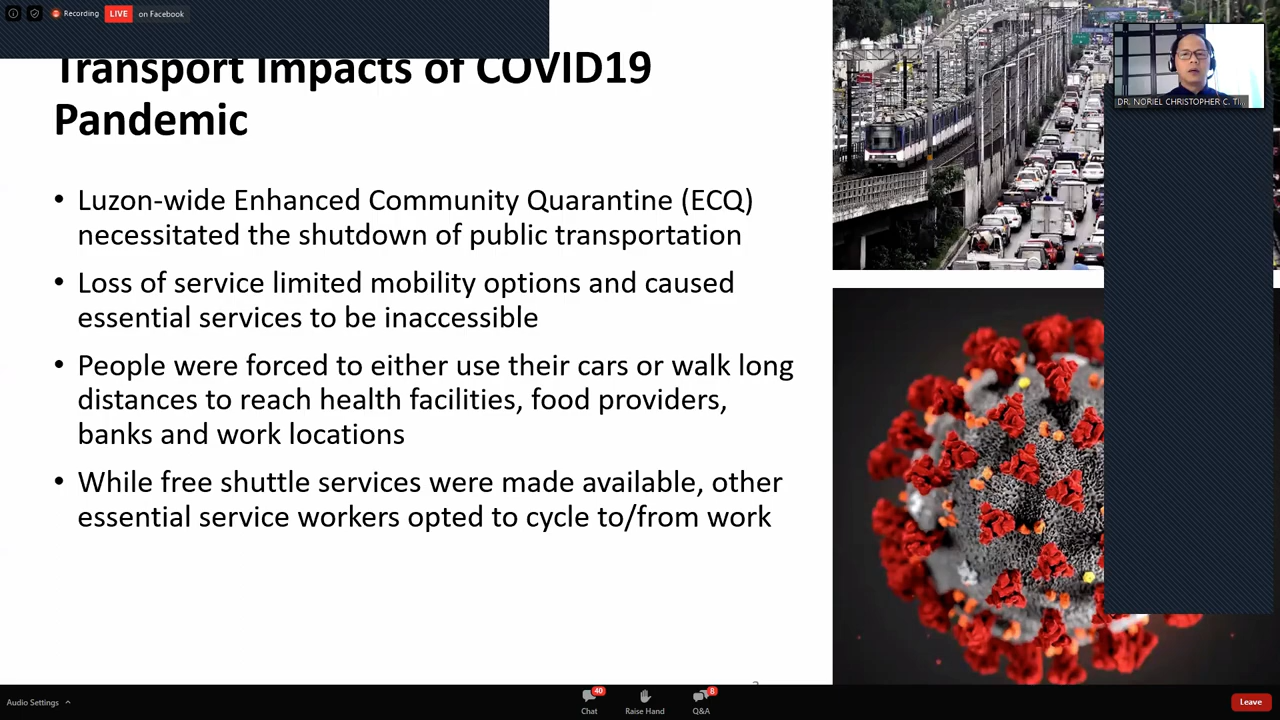 Recording
LIVE
on Facebook
Transport Impacts of COVID19
Pandemic
• Luzon-wide Enhanced Community Quarantine (ECQ)
necessitated the shutdown of public transportation
• Loss of service limited mobility options and caused
essential services to be inaccessible
• People were forced to either use their cars or walk long
distances to reach health facilities, food providers,
banks and work locations
• While free shuttle services were made available, other
essential service workers opted to cycle to/from work
DR. NORIEL CHRISTOPHER C. TI...
Audio Settings
40
Chat
Raise Hand
8
Q&A
Leave